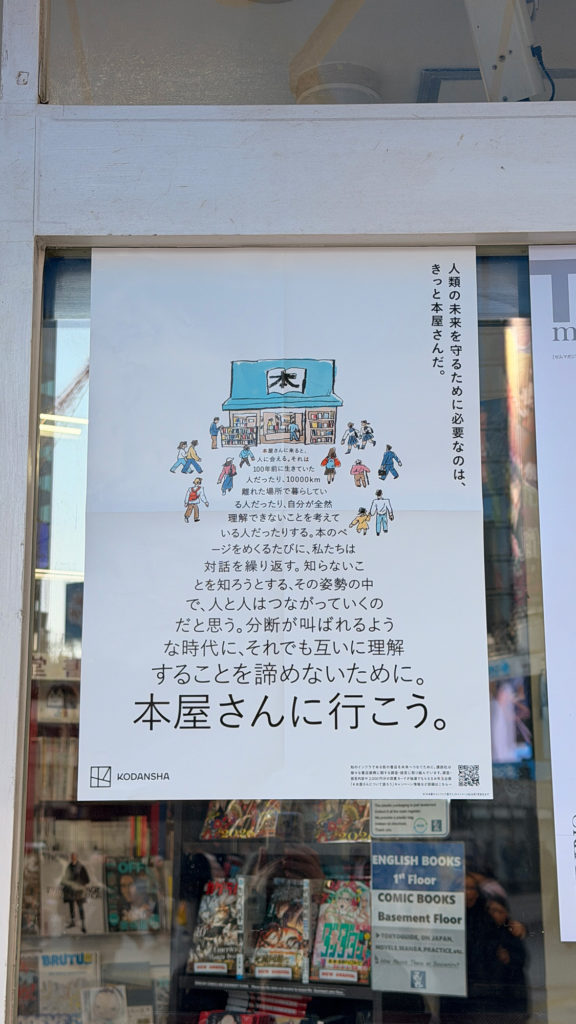 人類の未来を守るために必要なのは、
きっと本屋さんだ。
本
本屋さんに来ると、
人に会える。それは
100年前に生きていた
人だったり、10000km
離れた場所で暮らしてい
る人だったり、自分が全然
理解できないことを考えて
いる人だったりする。本のペ
ージをめくるたびに、私たちは
対話を繰り返す。知らないこ
とを知ろうとする、その姿勢の中
で、人と人はつながっていくの
だと思う。分断が叫ばれるよう
な時代に、それでも互いに理解
することを諦めないために。
本屋さんに行こう。
KODANSHA
ENGLISH BOOKS
1st Floor
COMIC BOOKS
Basement Floor
BRUTUS